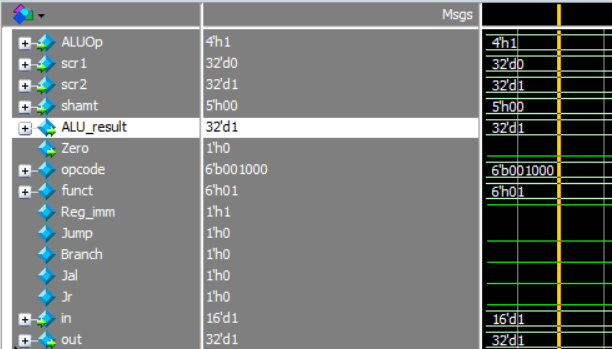 Msgs
ALUOp 4'h1 4'h1
scr1 32'd0 32'd0
scr2 32'd1 32'd1
shamt 5'h00 5'h00
ALU_result 32'd1 32'd1
Zero 1'h0
opcode 6'b001000 6'b001000
funct 6'h01 6'h01
Reg_imm 1'h1
Jump 1'h0
Branch 1'h0
Jal 1'h0
Jr 1'h0
in 16'd1 16'd1
out 32'd1 32'd1